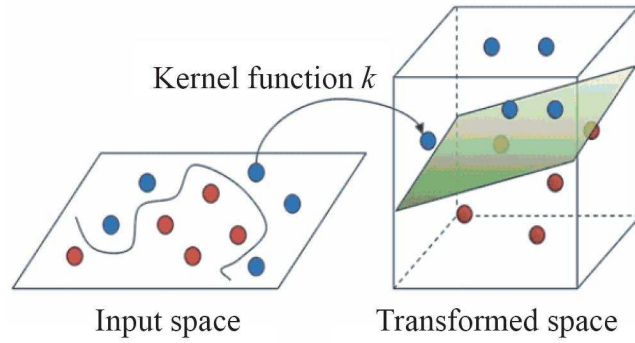 Kernel function k
Input space
Transformed space